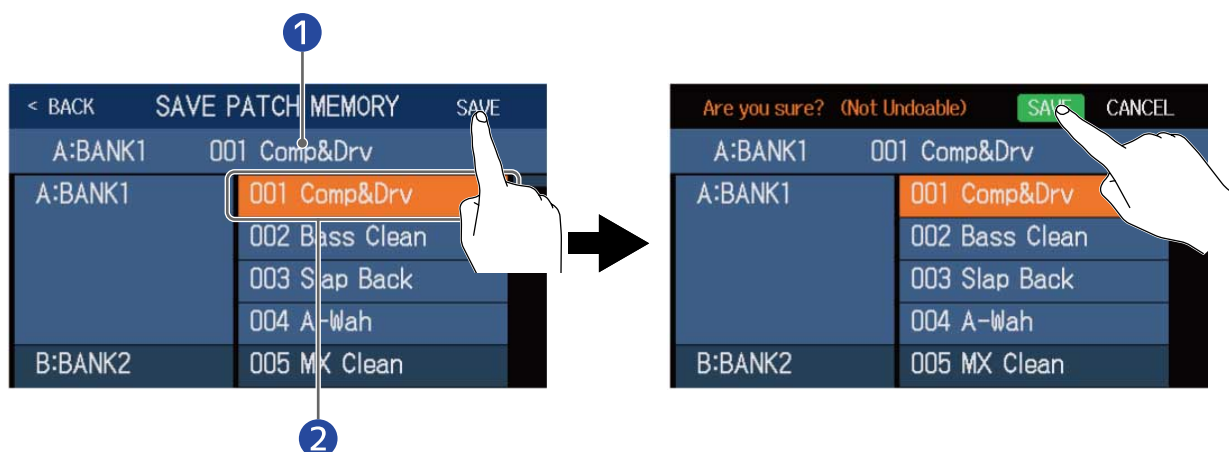 1
< BACK SAVE PATCH MEMORY SAVE
A:BANK1 001 Comp&Drv
A:BANK1 001 Comp&Drv
002 Bass Clean
003 Slap Back
004 A-Wah
B:BANK2 005 MX Clean
2
Are you sure? (Not Undoable) SAVE CANCEL
A:BANK1 001 Comp&Drv
A:BANK1 001 Comp&Drv
002 Bass Clean
003 Slap Back
004 A-Wah
B:BANK2 005 MX Clean